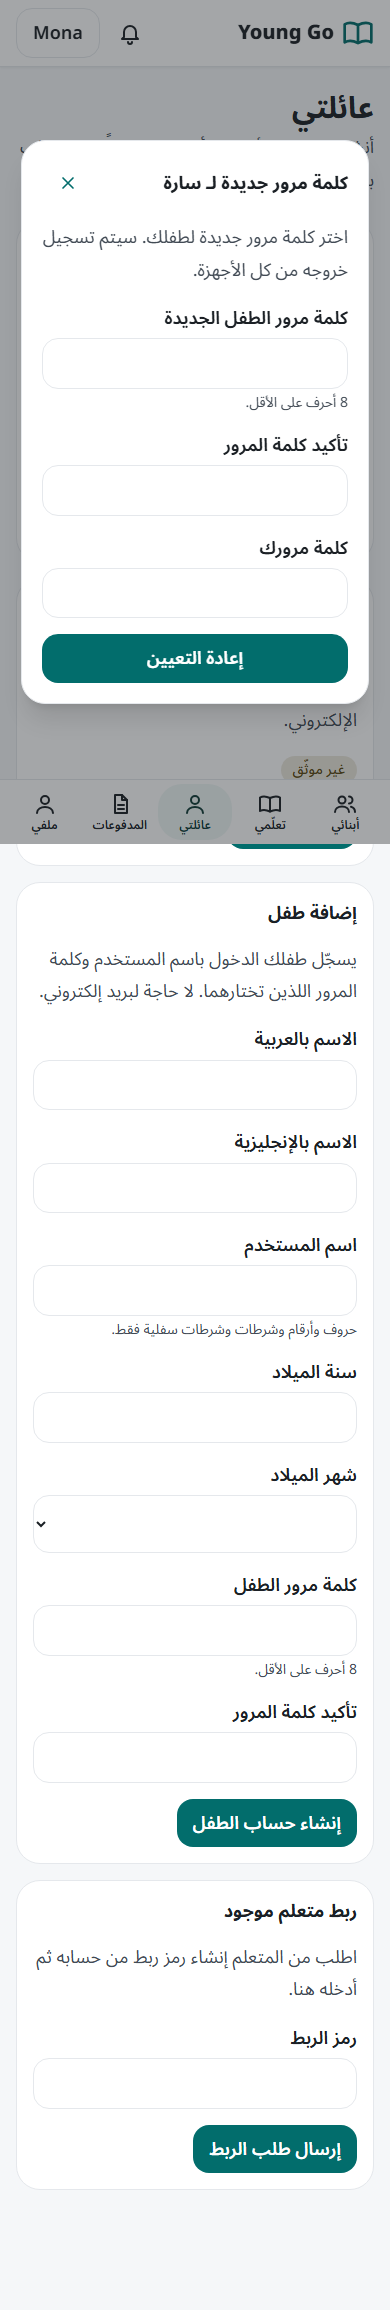 Young Go
Mona
عائلتي
كلمة مرور جديدة لـ سارة
اختر كلمة مرور جديدة لطفلك. سيتم تسجيل
خروجه من كل الأجهزة.
كلمة مرور الطفل الجديدة
8 أحرف على الأقل.
تأكيد كلمة المرور
كلمة مرورك
إعادة التعيين
الإلكتروني.
غير موثّق
أبنائي
تعلّمي
عائلتي
المدفوعات
ملفي
إضافة طفل
يسجّل طفلك الدخول باسم المستخدم وكلمة
المرور اللذين تختارهما. لا حاجة لبريد إلكتروني.
الاسم بالعربية
الاسم بالإنجليزية
اسم المستخدم
حروف وأرقام وشرطات وشرطات سفلية فقط.
سنة الميلاد
شهر الميلاد
كلمة مرور الطفل
8 أحرف على الأقل.
تأكيد كلمة المرور
إنشاء حساب الطفل
ربط متعلم موجود
اطلب من المتعلم إنشاء رمز ربط من حسابه ثم
أدخله هنا.
رمز الربط
إرسال طلب الربط